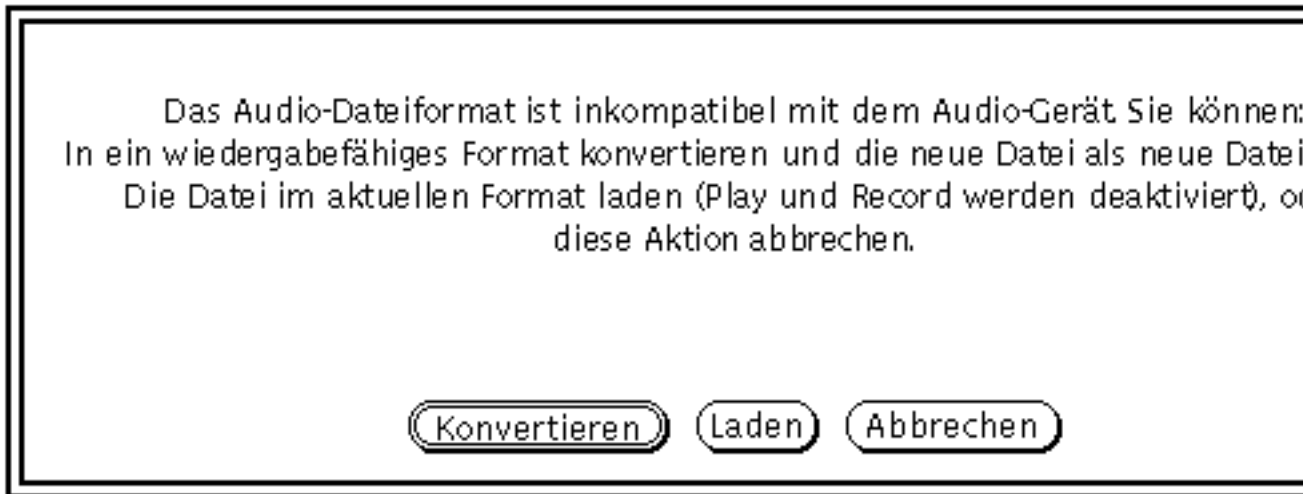 Das Audio-Dateiformat ist inkompatibel mit dem Audio-Gerät. Sie können:
In ein wiedergabefähiges Format konvertieren und die neue Datei als neue Datei
Die Datei im aktuellen Format laden (Play und Record werden deaktiviert),
diese Aktion abbrechen.
Konvertieren Laden Abbrechen